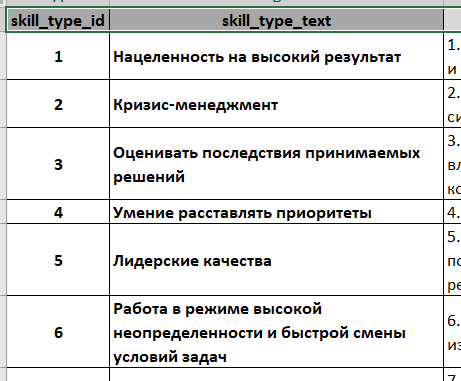 skill_type_id skill_type_text
1.
1 Нацеленность на высокий результат
и
2.
2 Кризис-менеджмент
си
3.
3 Оценивать последствия принимаемых
решений
вл
ко
4 Умение расставлять приоритеты 4.
5.
5 Лидерские качества
по
ре
6 Работа в режиме высокой
неопределенности и быстрой смены
условий задач
6.
из